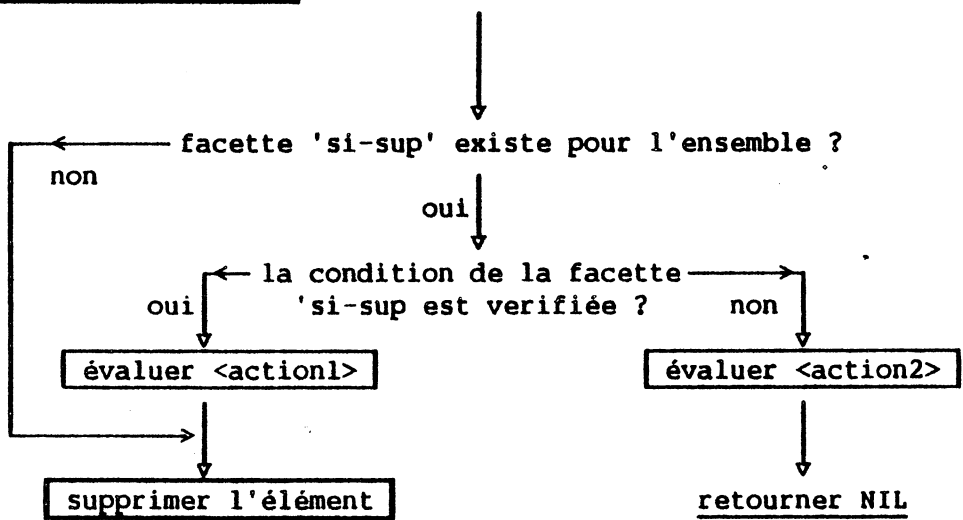 facette 'si-sup' existe pour l'ensemble ?
non
oui
la condition de la facette
'si-sup est verifiée ?
oui
non
évaluer <action1>
évaluer <action2>
supprimer l'élément
retourner NIL